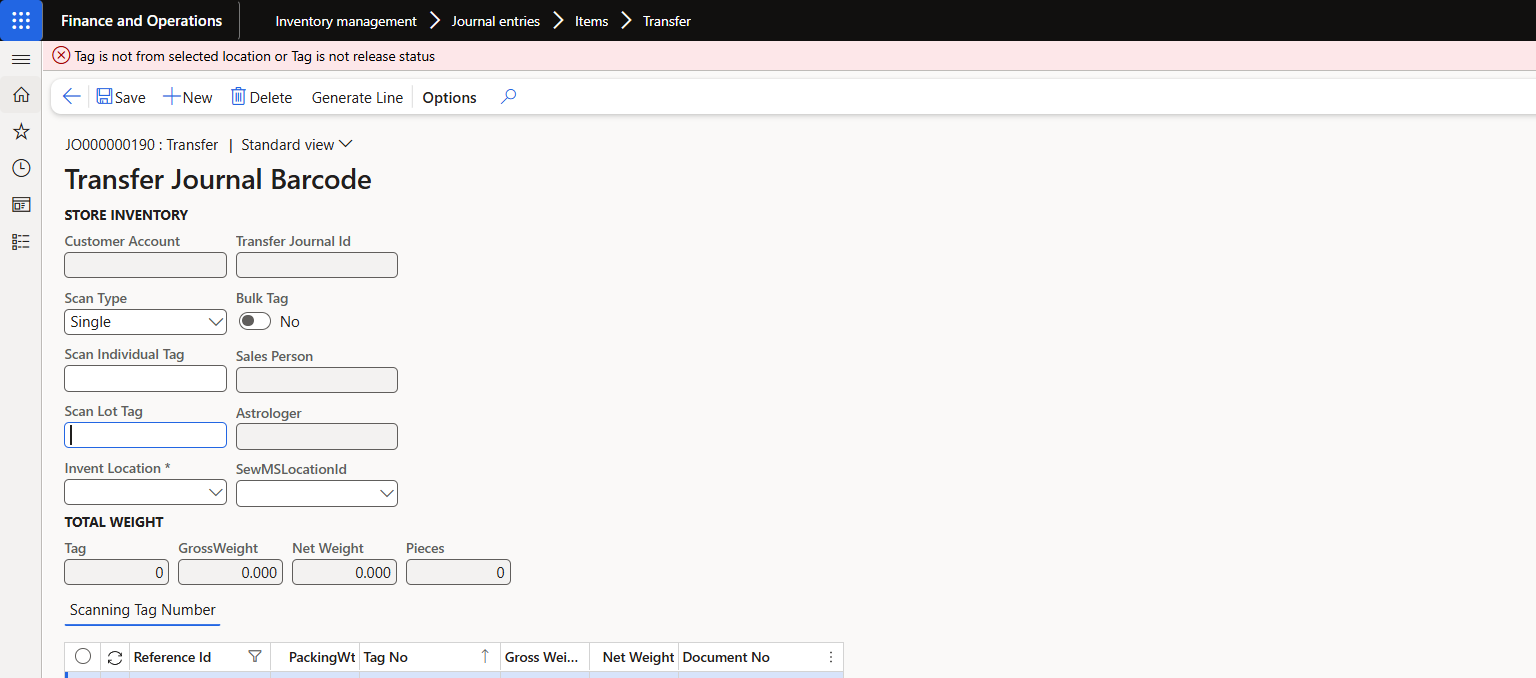 Finance and Operations Inventory management Journal entries Items Transfer
Tag is not from selected location or Tag is not release status
Save New Delete Generate Line Options
JO000000190 : Transfer | Standard view
Transfer Journal Barcode
STORE INVENTORY
Customer Account Transfer Journal Id
Scan Type Bulk Tag
Single No
Scan Individual Tag Sales Person
Scan Lot Tag Astrologer
Invent Location * SewMSLocationId
TOTAL WEIGHT
Tag GrossWeight Net Weight Pieces
0 0.000 0.000 0
Scanning Tag Number
Reference Id PackingWt Tag No Gross Wei... Net Weight Document No